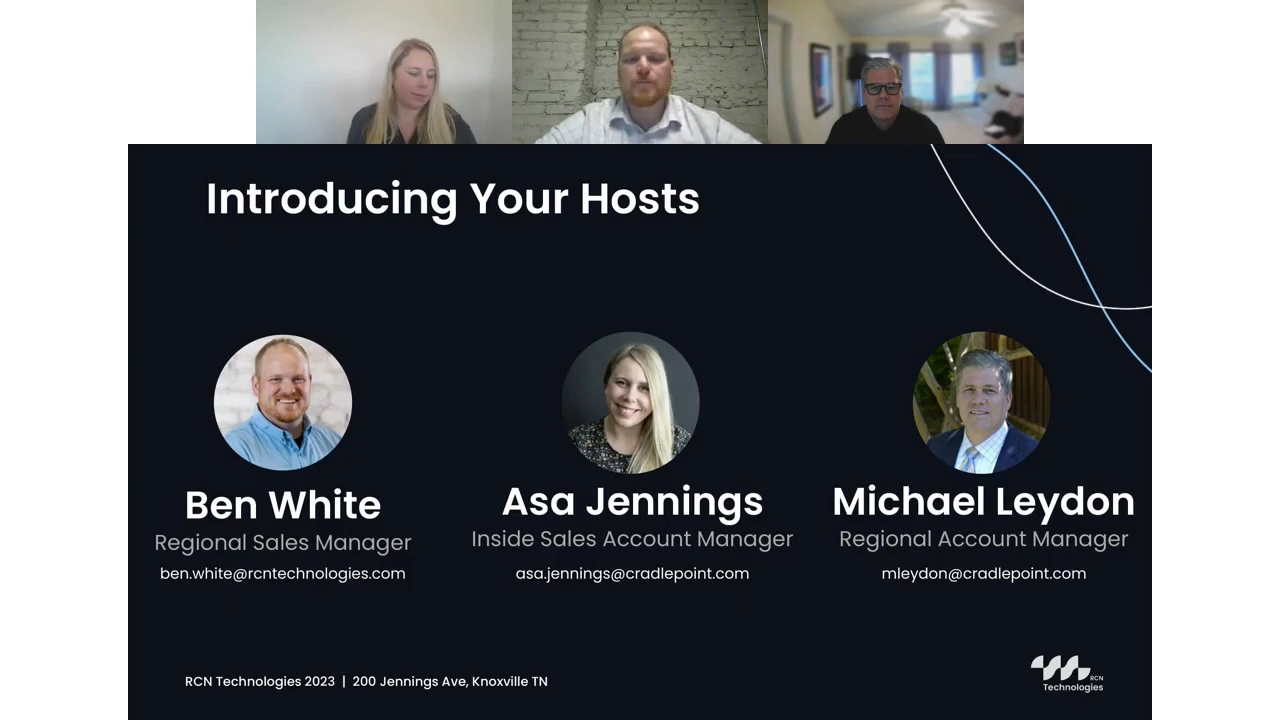 Introducing Your Hosts
Ben White
Regional Sales Manager
ben.white@rcntechnologies.com
Asa Jennings
Inside Sales Account Manager
asa.jennings@cradlepoint.com
Michael Leydon
Regional Account Manager
mleydon@cradlepoint.com
RCN Technologies 2023 | 200 Jennings Ave, Knoxville TN
RCN
Technologies